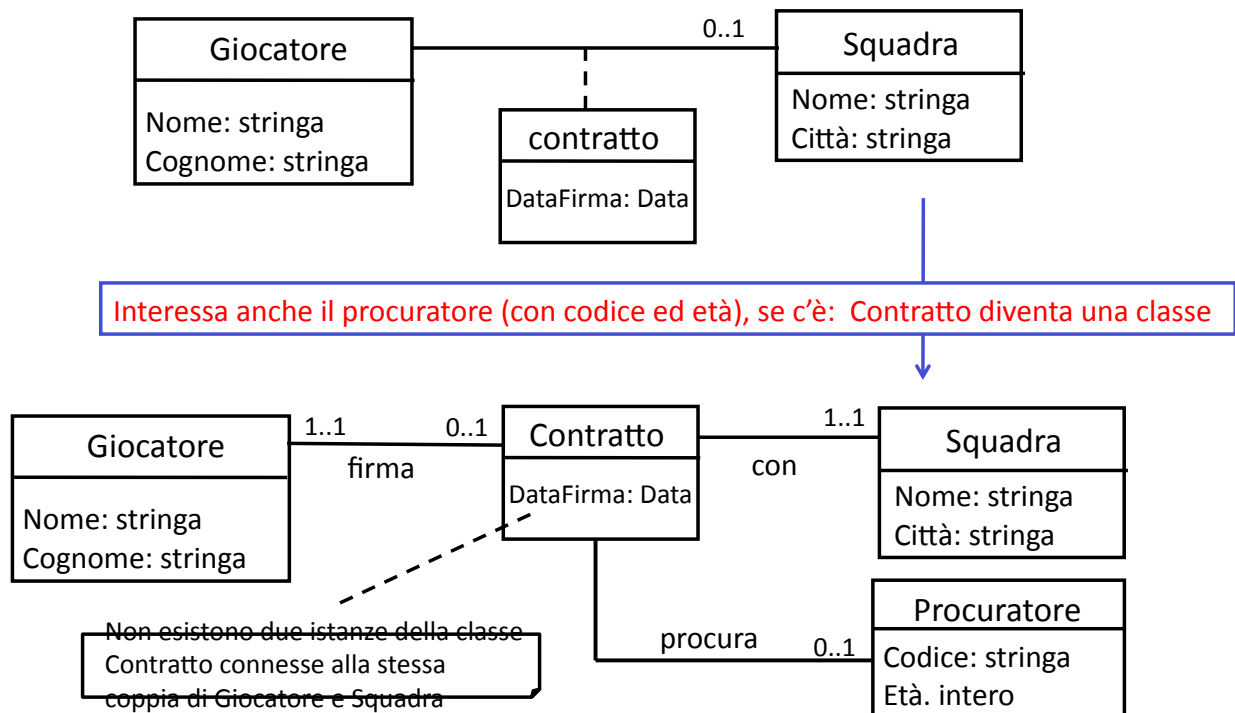 Giocatore
Nome: stringa
Cognome: stringa
0..1
Squadra
Nome: stringa
Città: stringa
contratto
DataFirma: Data
Interessa anche il procuratore (con codice ed età), se c'è: Contratto diventa una classe
Giocatore
Nome: stringa
Cognome: stringa
1..1
0..1
firma
Contratto
DataFirma: Data
1..1
con
Squadra
Nome: stringa
Città: stringa
Non esistono due istanze della classe
Contratto connesse alla stessa
coppia di Giocatore e Squadra
procura
0..1
Procuratore
Codice: stringa
Età. intero